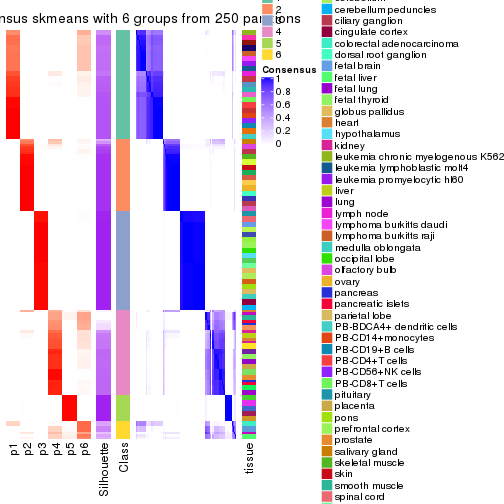 nsus skmeans with 6 groups from 250 par
ons
2
4
5
6
Consensus
1
0.8
0.6
0.4
0.2
0
p1
p2
p3
p4
p5
p6
Silhouette
Class
tissue
cerebellum peduncles
ciliary ganglion
cingulate cortex
colorectal adenocarcinoma
dorsal root ganglion
fetal brain
fetal liver
fetal lung
fetal thyroid
globus pallidus
heart
hypothalamus
kidney
leukemia chronic myelogenous K562
leukemia lymphoblastic molt4
leukemia promyelocytic hl60
liver
lung
lymph node
lymphoma burkitts daudi
lymphoma burkitts raji
medulla oblongata
occipital lobe
olfactory bulb
ovary
pancreas
pancreatic islets
parietal lobe
PB-BDCA4+ dendritic cells
PB-CD14+monocytes
PB-CD19+B cells
PB-CD4+T cells
PB-CD56+NK cells
PB-CD8+T cells
pituitary
placenta
pons
prefrontal cortex
prostate
salivary gland
skeletal muscle
skin
smooth muscle
spinal cord